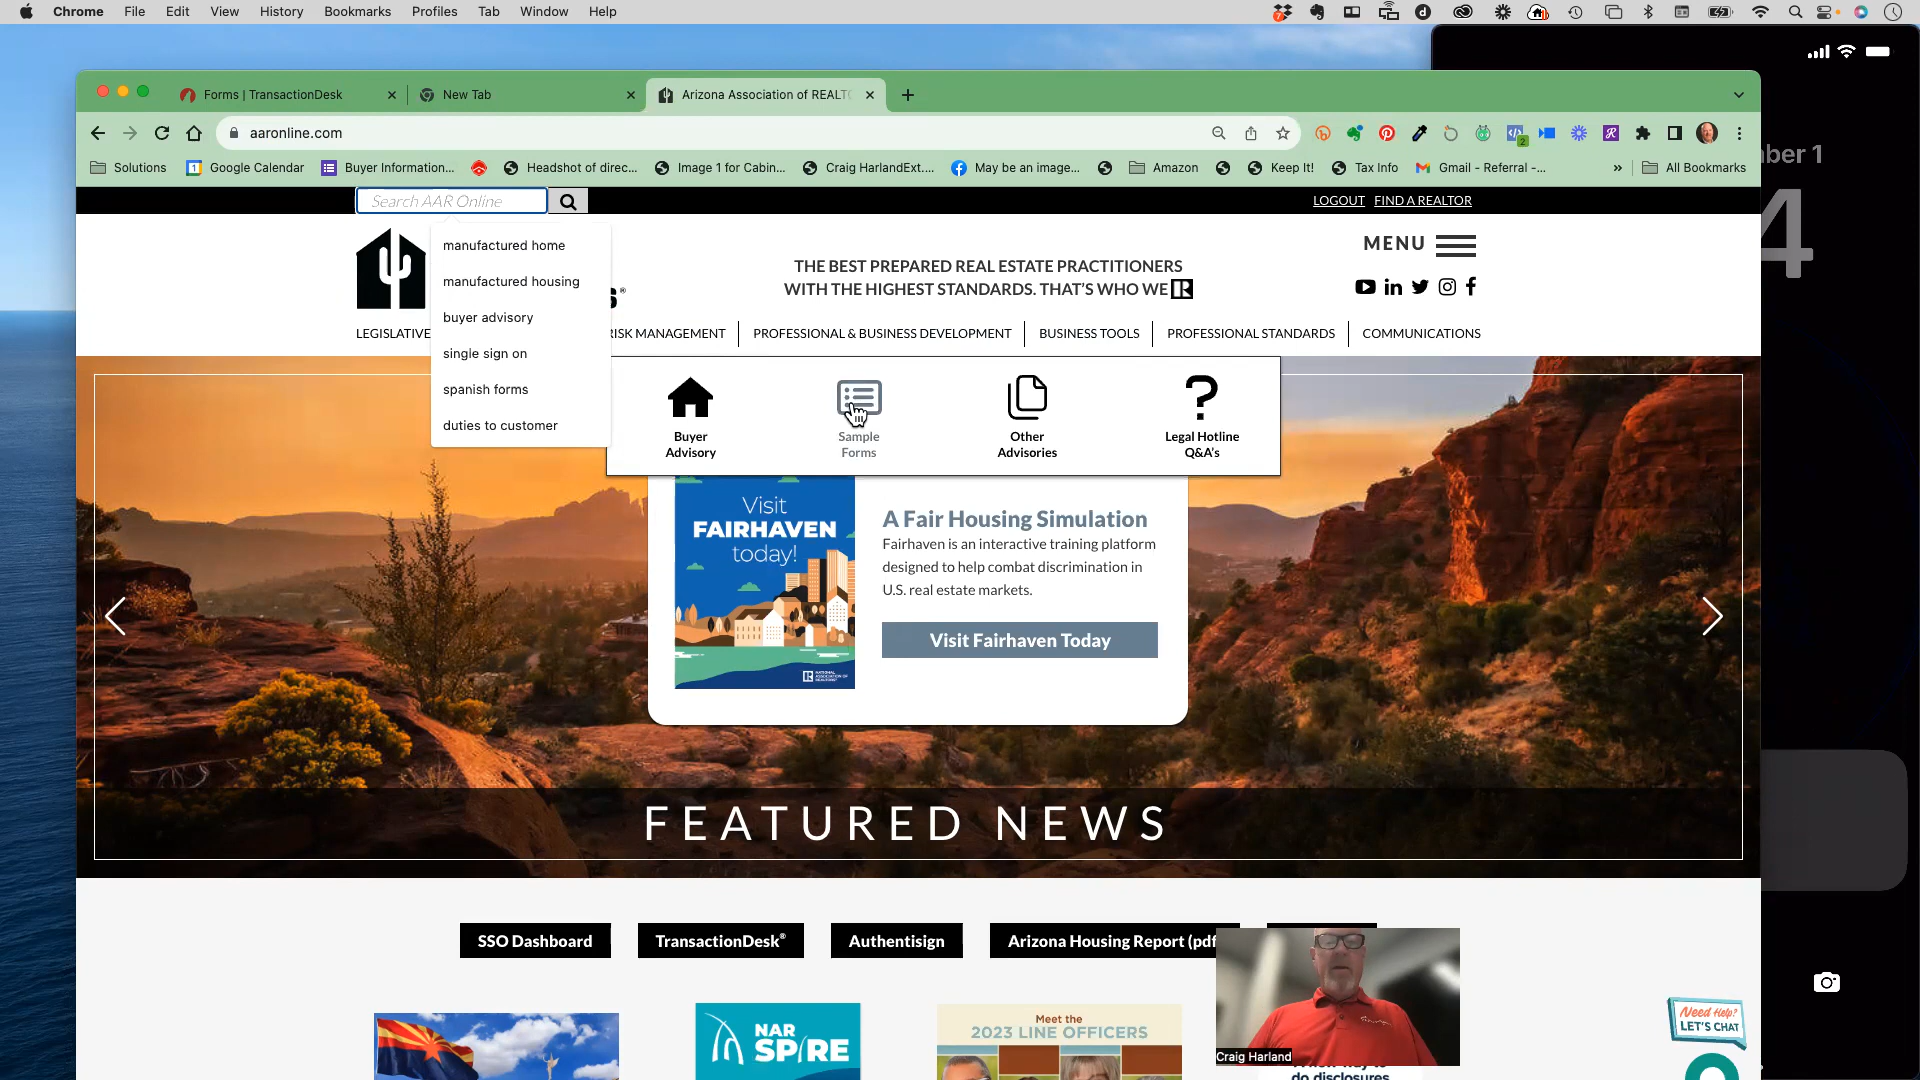 Chrome File Edit View History Bookmarks Profiles Tab Window Help
Forms | TransactionDesk
New Tab
Arizona Association of REALTO
aaronline.com
Solutions
Google Calendar
Buyer Information...
Headshot of direc...
Image 1 for Cabin...
Craig HarlandExt....
May be an image...
Amazon
Keep It!
Tax Info
Gmail - Referral -...
»
All Bookmarks
ber 1
4
Search AAR Online
LOGOUT FIND A REALTOR
manufactured home
manufactured housing
buyer advisory
single sign on
spanish forms
duties to customer
THE BEST PREPARED REAL ESTATE PRACTITIONERS
WITH THE HIGHEST STANDARDS. THAT'S WHO WE R
MENU
LEGISLATIVE
RISK MANAGEMENT
PROFESSIONAL & BUSINESS DEVELOPMENT
BUSINESS TOOLS
PROFESSIONAL STANDARDS
COMMUNICATIONS
Buyer
Advisory
Sample
Forms
Other
Advisories
Legal Hotline
Q&A's
Visit
FAIRHAVEN
today!
A Fair Housing Simulation
Fairhaven is an interactive training platform
designed to help combat discrimination in
U.S. real estate markets.
Visit Fairhaven Today
FEATURED NEWS
SSO Dashboard
TransactionDesk®
Authentisign
Arizona Housing Report (pdf
NAR
SPIRE
Meet the
2023 LINE OFFICERS
Craig Harland
do disclosures
Need Help?
LET'S CHAT